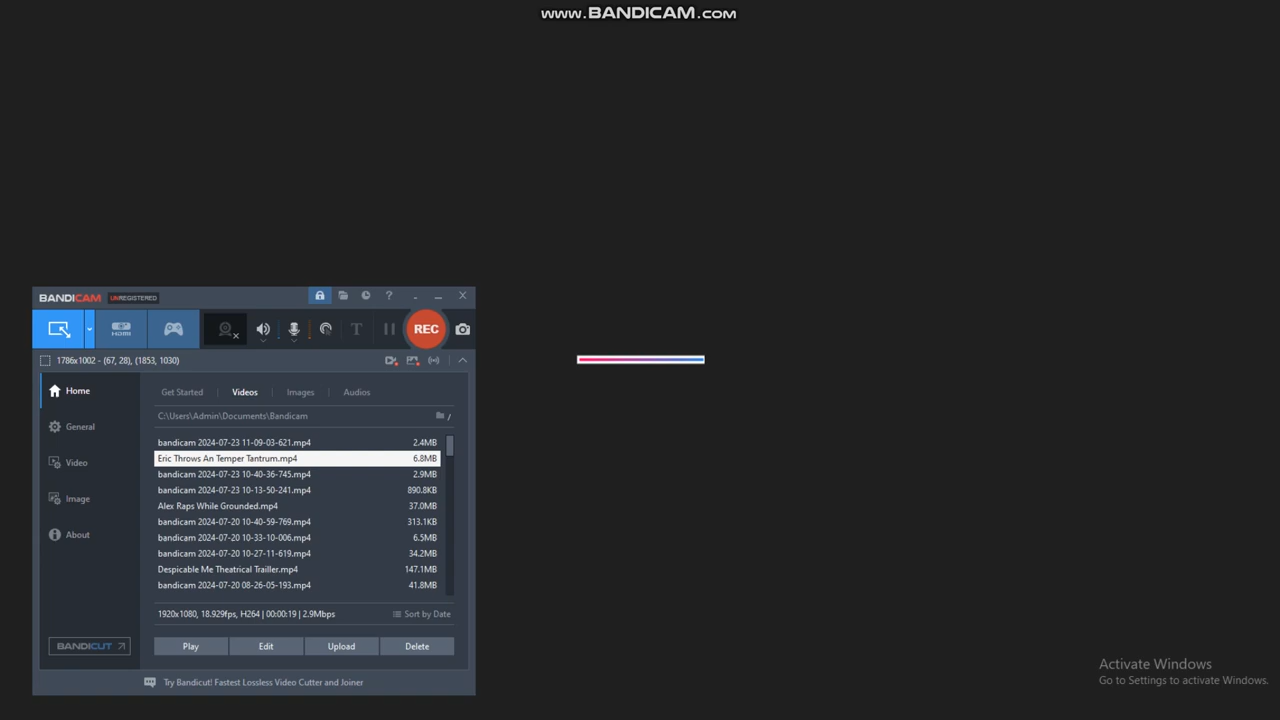 www.BANDICAM.com
BANDICAM UNREGISTERED ?
HDMI T REC
1786x1002 - (67, 28), (1853, 1030)
Home
General
Video
Image
About
BANDICUT
Get Started Videos Images Audios
C:\Users\Admin\Documents\Bandicam /
bandicam 2024-07-23 11-09-03-621.mp4 2.4MB
Eric Throws An Temper Tantrum.mp4 6.8MB
bandicam 2024-07-23 10-40-36-745.mp4 2.9MB
bandicam 2024-07-23 10-13-50-241.mp4 890.8KB
Alex Raps While Grounded.mp4 37.0MB
bandicam 2024-07-20 10-40-59-769.mp4 313.1KB
bandicam 2024-07-20 10-33-10-006.mp4 6.5MB
bandicam 2024-07-20 10-27-11-619.mp4 34.2MB
Despicable Me Theatrical Trailler.mp4 147.1MB
bandicam 2024-07-20 08-26-05-193.mp4 41.8MB
1920x1080, 18.929fps, H264 | 00:00:19 | 2.9Mbps Sort by Date
Play Edit Upload Delete
Try Bandicut! Fastest Lossless Video Cutter and Joiner
Activate Windows
Go to Settings to activate Windows.